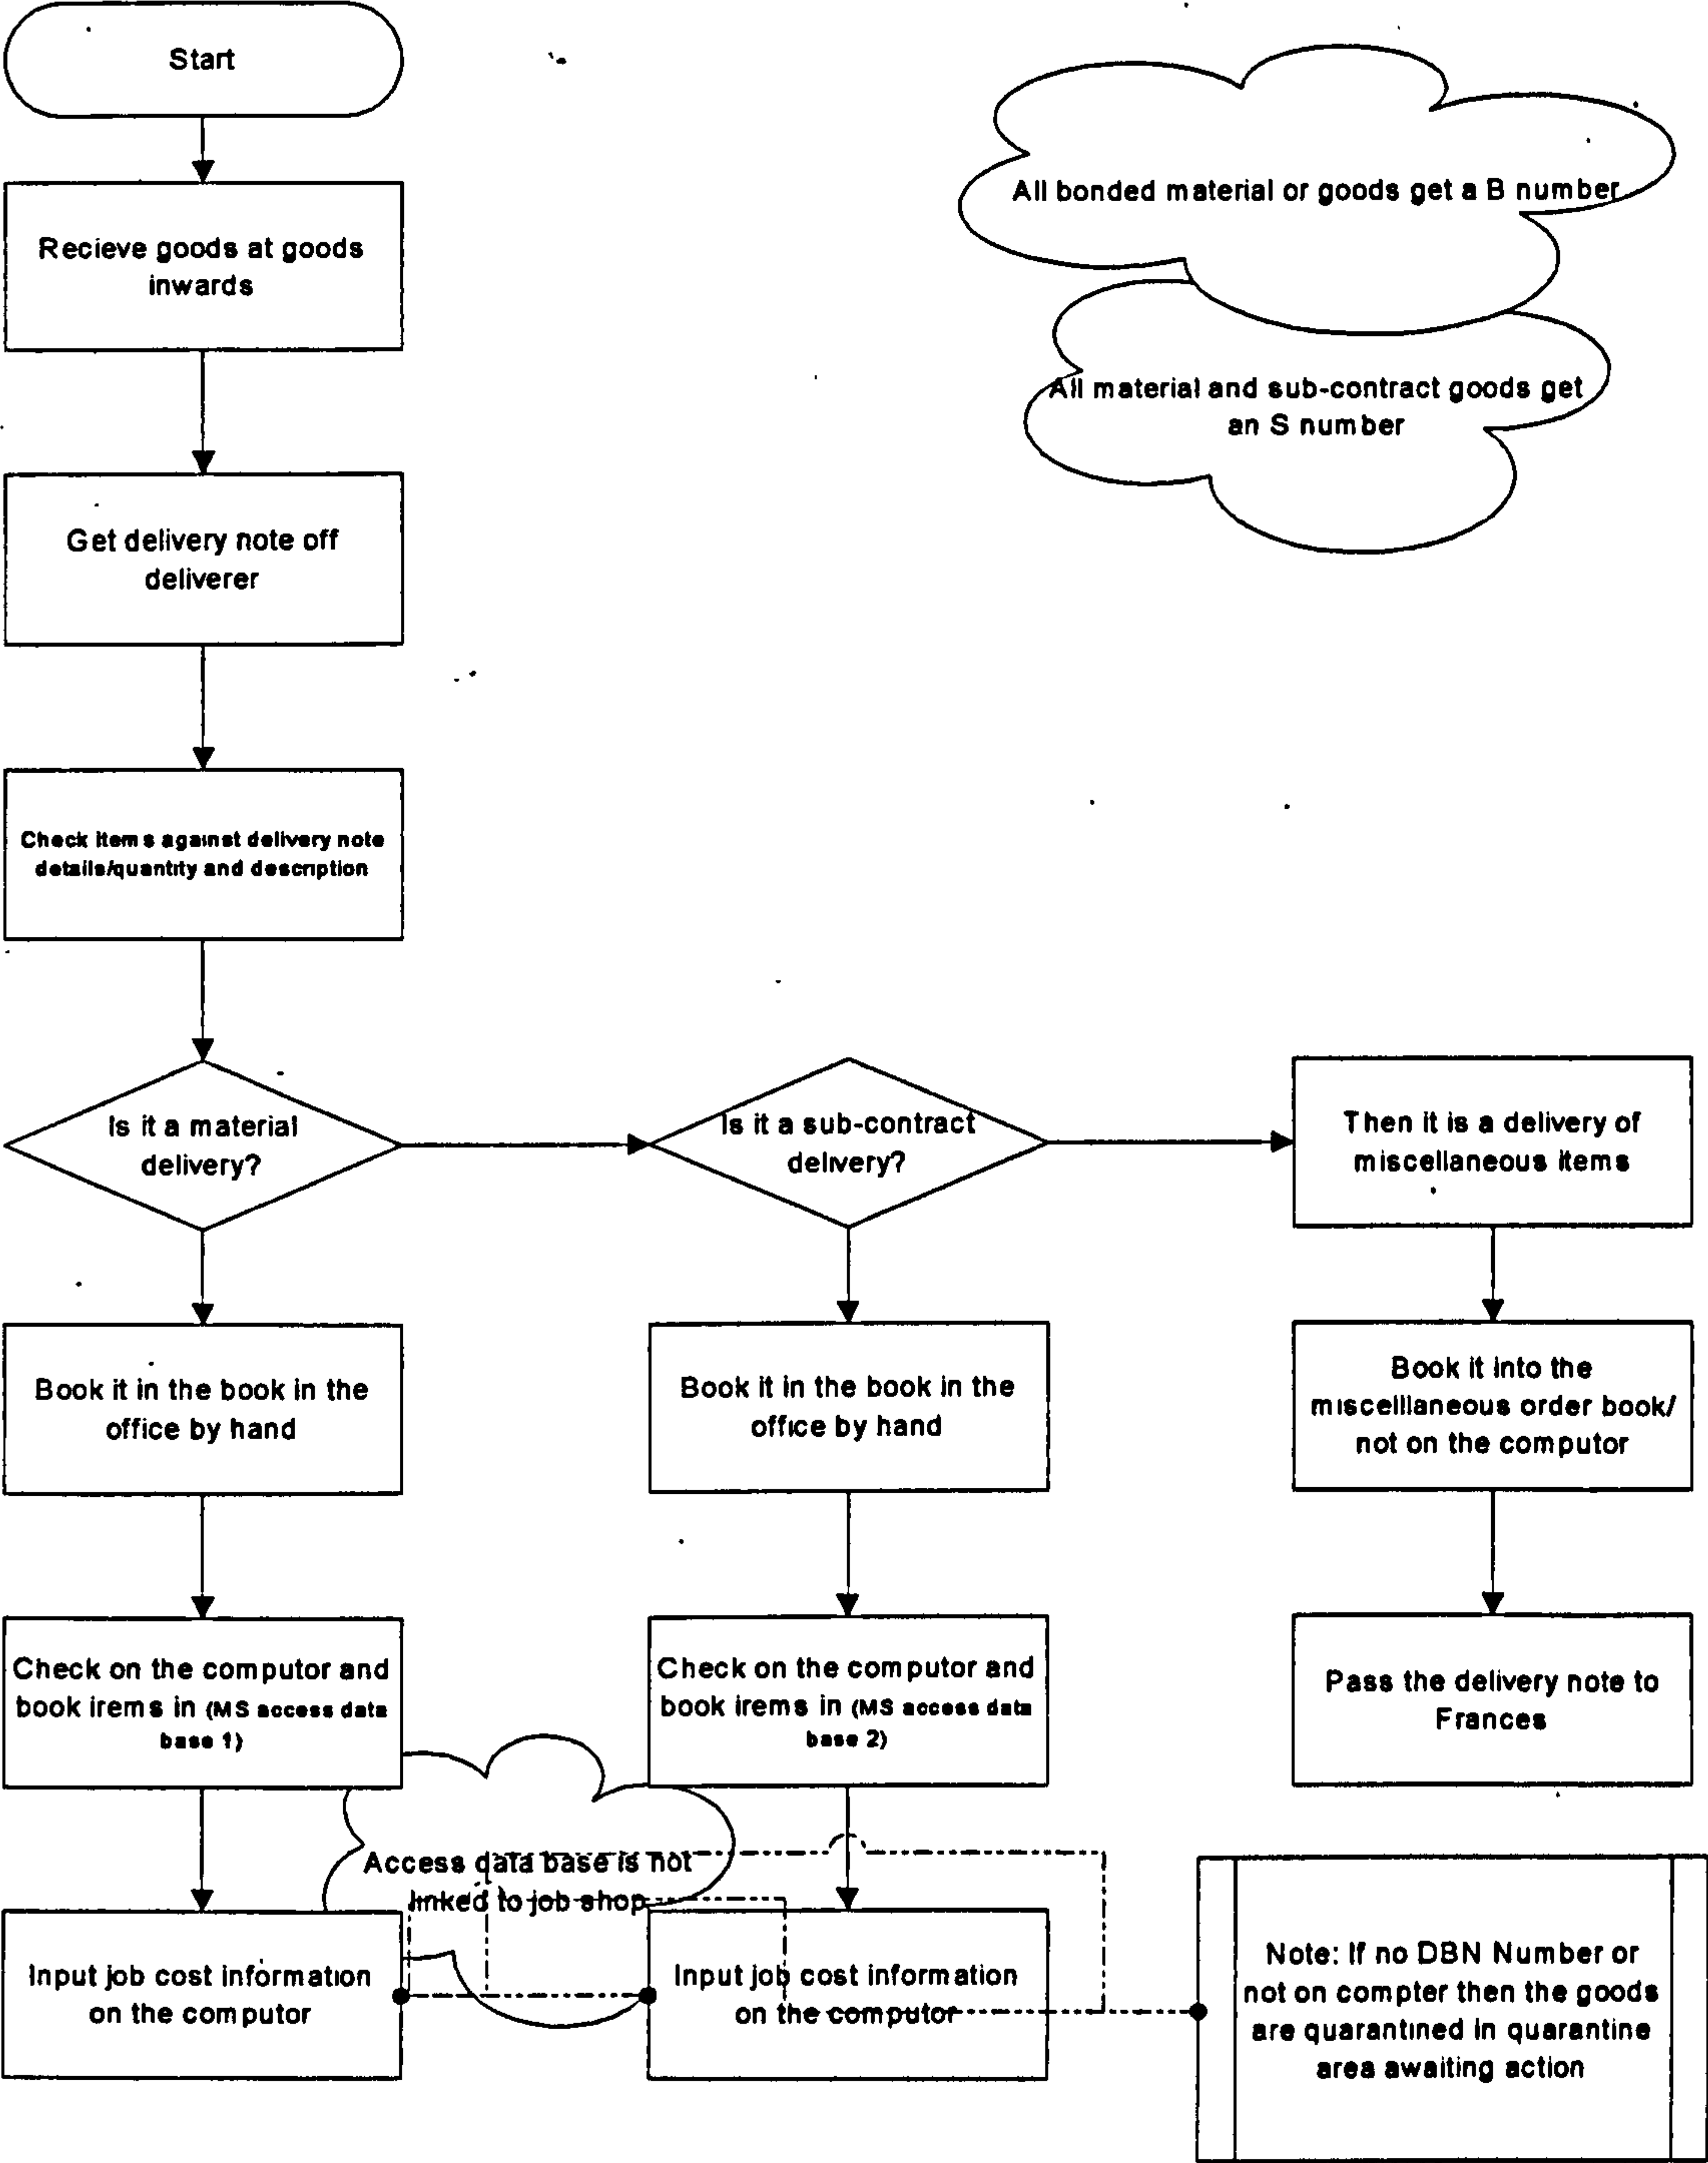 Start
All bonded material or goods get a B number
Recieve goods at goods
inwards
All material and sub-contract goods get
an S number
Get delivery note off
deliverer
Check items against delivery note
details/quantity and description
Is it a material
delivery?
Is it a sub-contract
delivery?
Then it is a delivery of
miscellaneous items
Book it in the book in the
office by hand
Book it in the book in the
office by hand
Book it into the
miscelllaneous order book/
not on the computor
Check on the computor and
book irems in (MS access data
base 1)
Check on the computor and
book irems in (MS access data
base 2)
Pass the delivery note to
Frances
Access data base is not
linked to job shop
Input job cost information
on the computor
Input job cost information
on the computor
Note: If no DBN Number or
not on compter then the goods
are quarantined in quarantine
area awaiting action